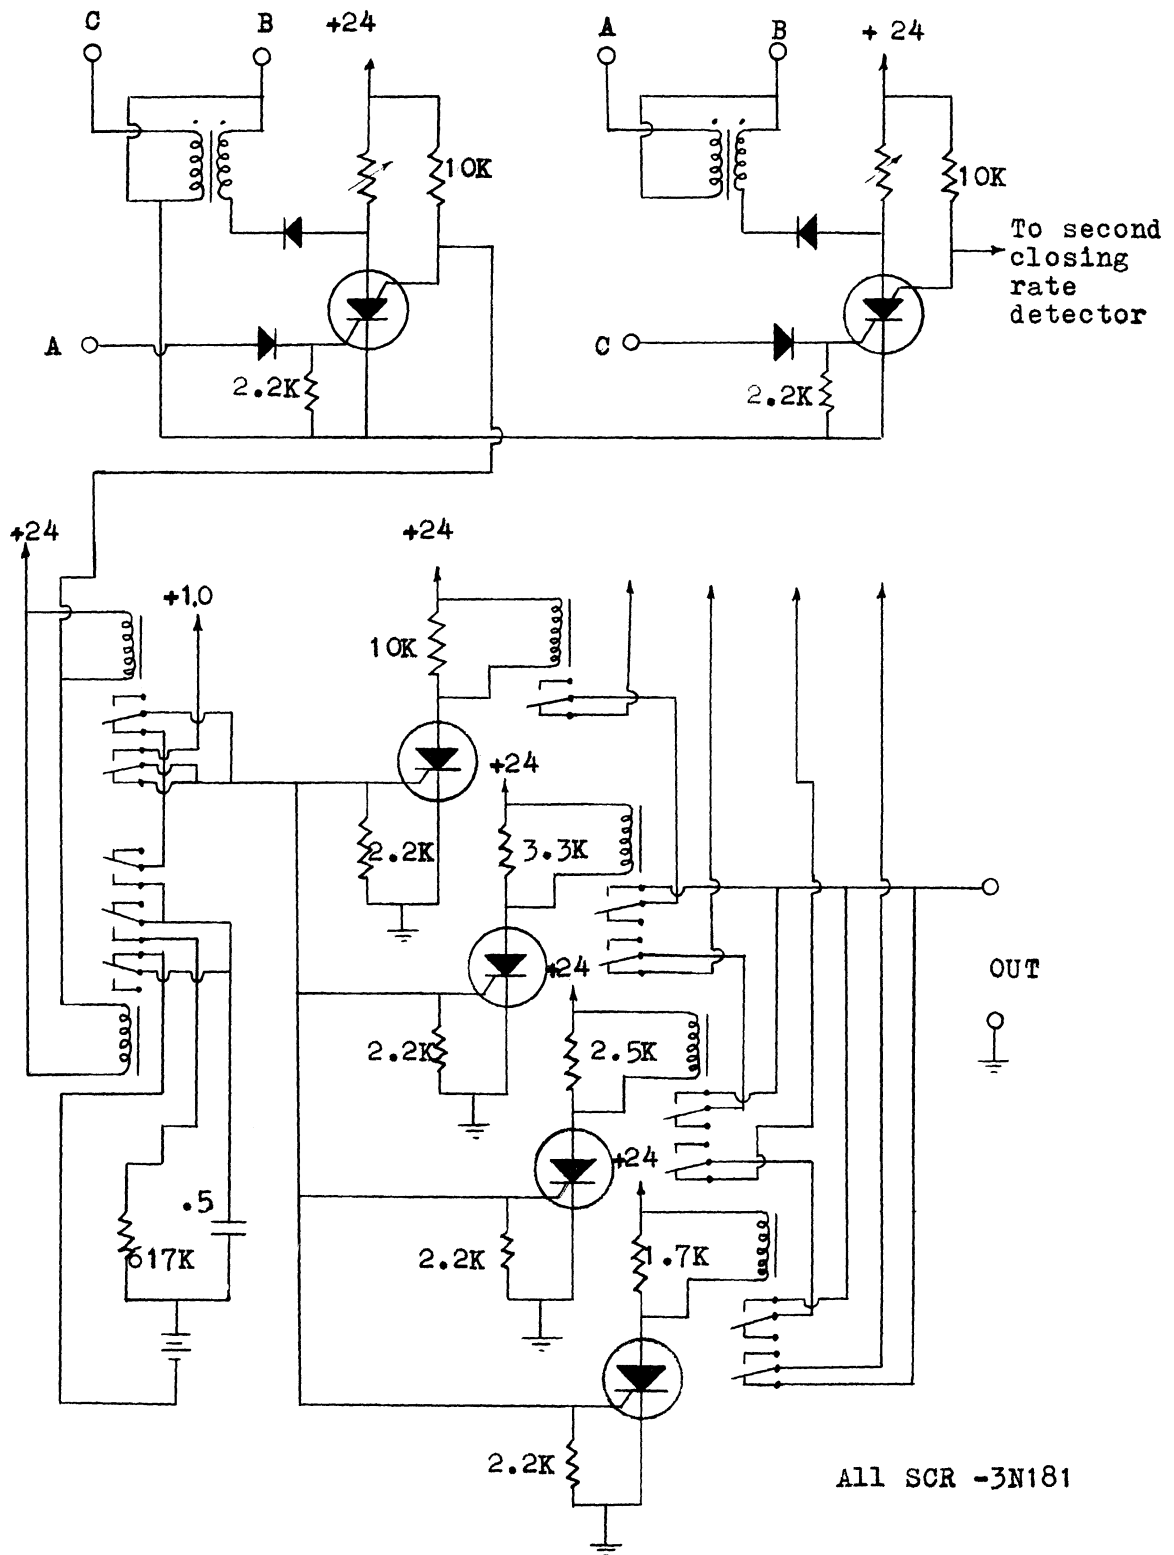 C
B
+24
A
B
+ 24
10K
10K
To second
closing
rate
detector
A
2.2K
C
2.2K
+24
+24
+1.0
10K
+24
2.2K
3.3K
+24
OUT
2.2K
2.5K
+24
.5
617K
2.2K
1.7K
2.2K
All SCR -3N181